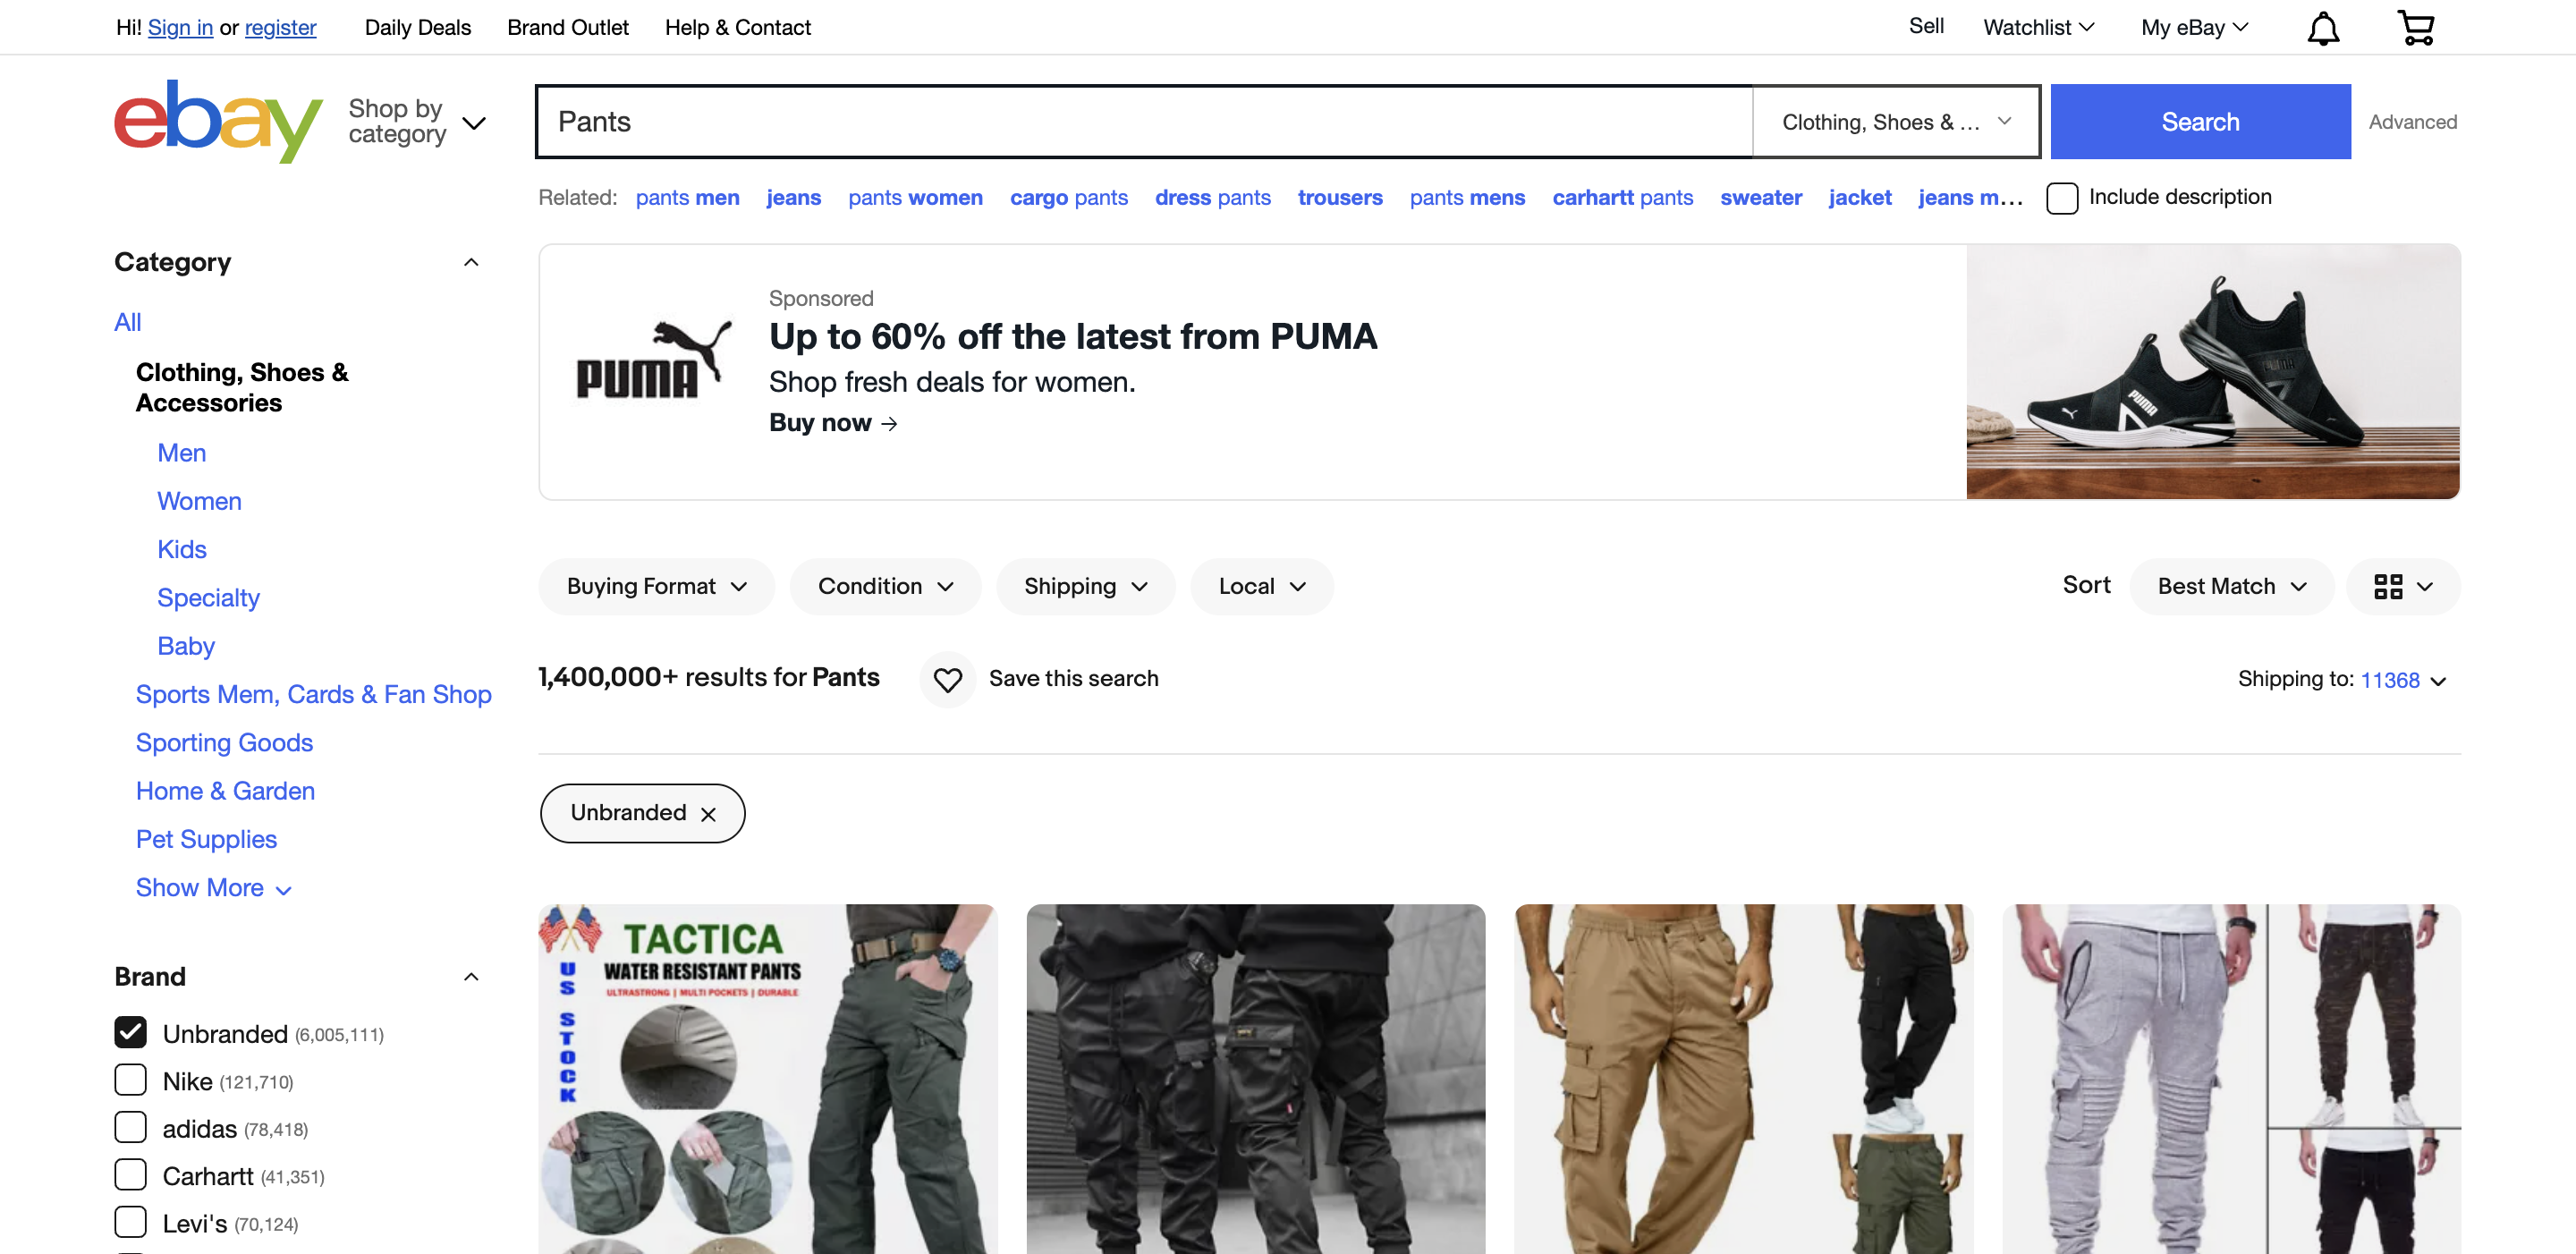 Hi! Sign in or register Daily Deals Brand Outlet Help & Contact Sell Watchlist My eBay
ebay
Shop by
category
Pants
Clothing, Shoes & ...
Search
Advanced
Related: pants men jeans pants women cargo pants dress pants trousers pants mens carhartt pants sweater jacket jeans m... Include description
Category
All
Clothing, Shoes &
Accessories
Men
Women
Kids
Specialty
Baby
Sports Mem, Cards & Fan Shop
Sporting Goods
Home & Garden
Pet Supplies
Show More
Brand
Unbranded (6,005,111)
Nike (121,710)
adidas (78,418)
Carhartt (41,351)
Levi's (70,124)
PUMA
Sponsored
Up to 60% off the latest from PUMA
Shop fresh deals for women.
Buy now →
PUMA
PUMA
Buying Format Condition Shipping Local Sort Best Match
1,400,000+ results for Pants Save this search Shipping to: 11368
Unbranded
TACTICA
WATER RESISTANT PANTS
ULTRASTRONG | MULTI POCKETS | DURABLE
US STOCK